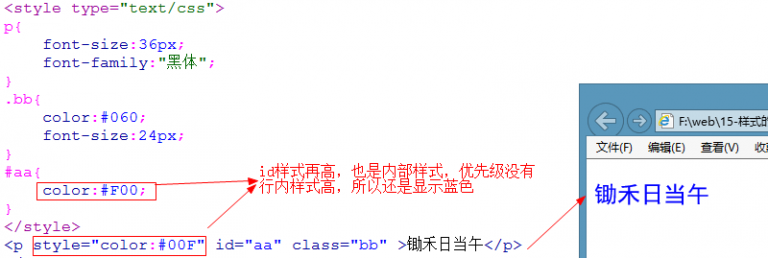 <style type="text/css">
p{
font-size:36px;
font-family:"黑体";
}
.bb{
color:#060;
font-size:24px;
}
#aa{
color:#F00;
}
</style>
<p style="color:#00F" id="aa" class="bb" >锄禾日当午</p>
id样式再高，也是内部样式，优先级没有
行内样式高，所以还是显示蓝色
F:\web\15-样式的
文件(F) 编辑(E) 查看(V) 收
锄禾日当午